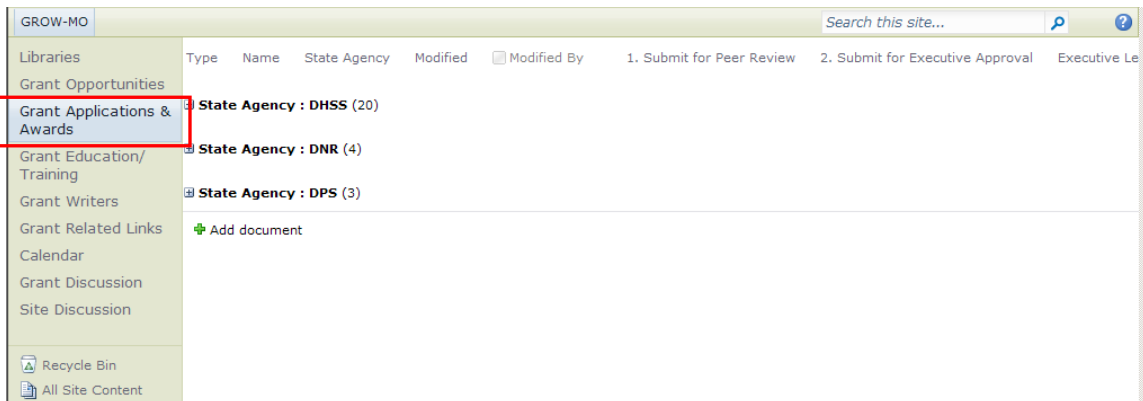 GROW-MO
Search this site...
Libraries
Grant Opportunities
Grant Applications &
Awards
Grant Education/
Training
Grant Writers
Grant Related Links
Calendar
Grant Discussion
Site Discussion
Recycle Bin
All Site Content
Type Name State Agency Modified Modified By 1. Submit for Peer Review 2. Submit for Executive Approval Executive Le
State Agency : DHSS (20)
State Agency : DNR (4)
State Agency : DPS (3)
Add document